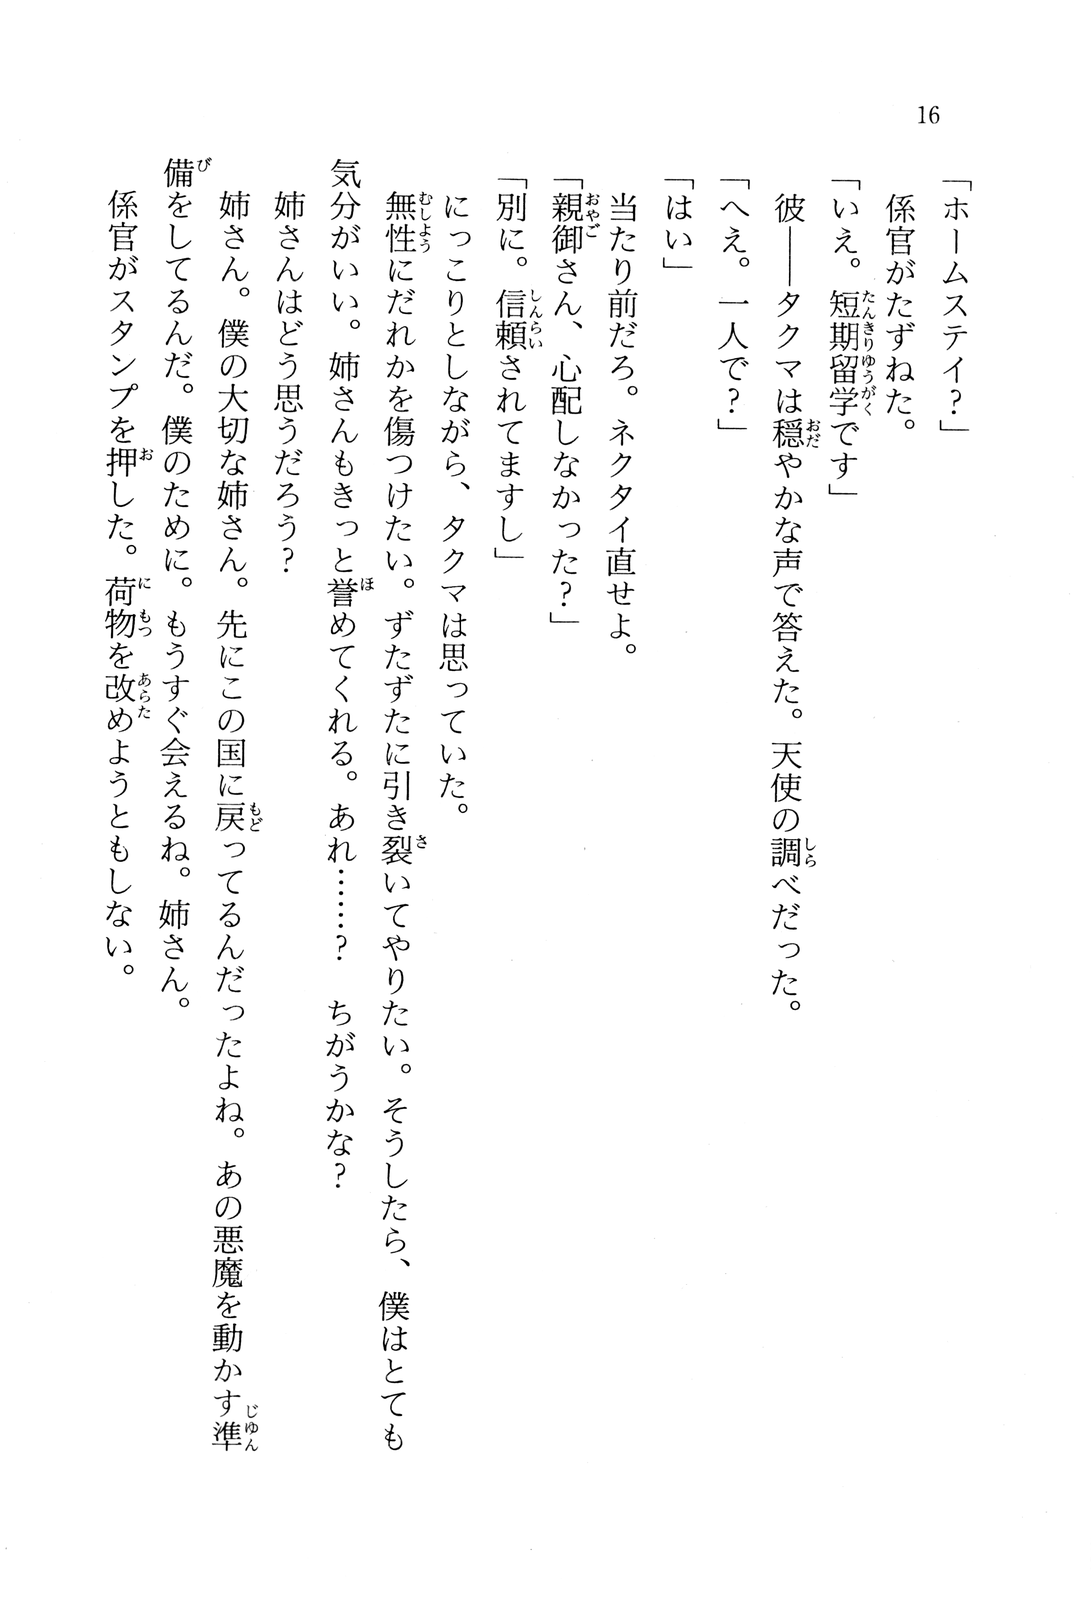 16
「ホームステイ?」
係官がたずねた。
「いえ。短期留学です」
彼――タクマは穏やかな声で答えた。天使の調べだった。
「へえ。一人で?」
「はい」
当たり前だろ。ネクタイ直せよ。
「親御さん、心配しなかった?」
「別に。信頼されてますし」
にっこりとしながら、タクマは思っていた。
無性にだれかを傷つけたい。ずたずたに引き裂いてやりたい。そうしたら、僕はとても
気分がいい。姉さんもきっと誉めてくれる。あれ……? ちがうかな?
姉さんはどう思うだろう?
姉さん。僕の大切な姉さん。先にこの国に戻ってるんだったよね。あの悪魔を動かす準
備をしてるんだ。僕のために。もうすぐ会えるね。姉さん。
係官がスタンプを押した。荷物を改めようともしない。